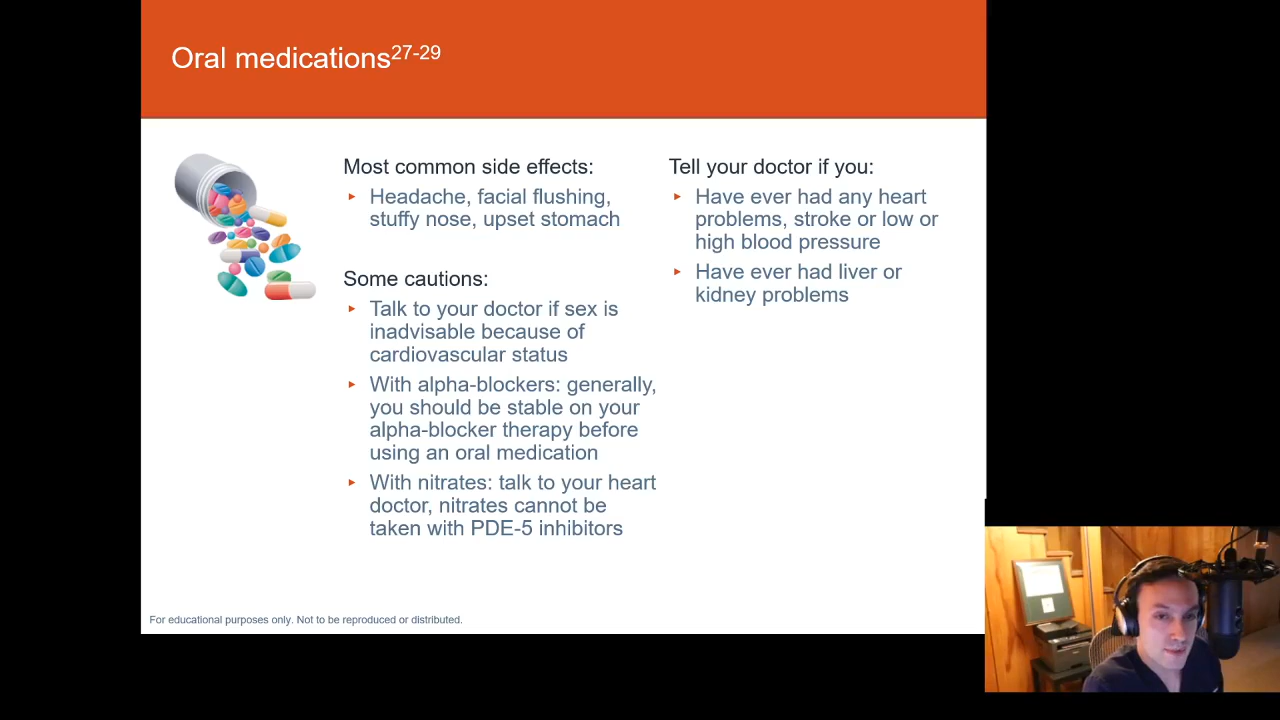 Oral medications27-29
Most common side effects:
Headache, facial flushing,
stuffy nose, upset stomach
Some cautions:
Talk to your doctor if sex is
inadvisable because of
cardiovascular status
With alpha-blockers: generally,
you should be stable on your
alpha-blocker therapy before
using an oral medication
With nitrates: talk to your heart
doctor, nitrates cannot be
taken with PDE-5 inhibitors
Tell your doctor if you:
Have ever had any heart
problems, stroke or low or
high blood pressure
Have ever had liver or
kidney problems
For educational purposes only. Not to be reproduced or distributed.